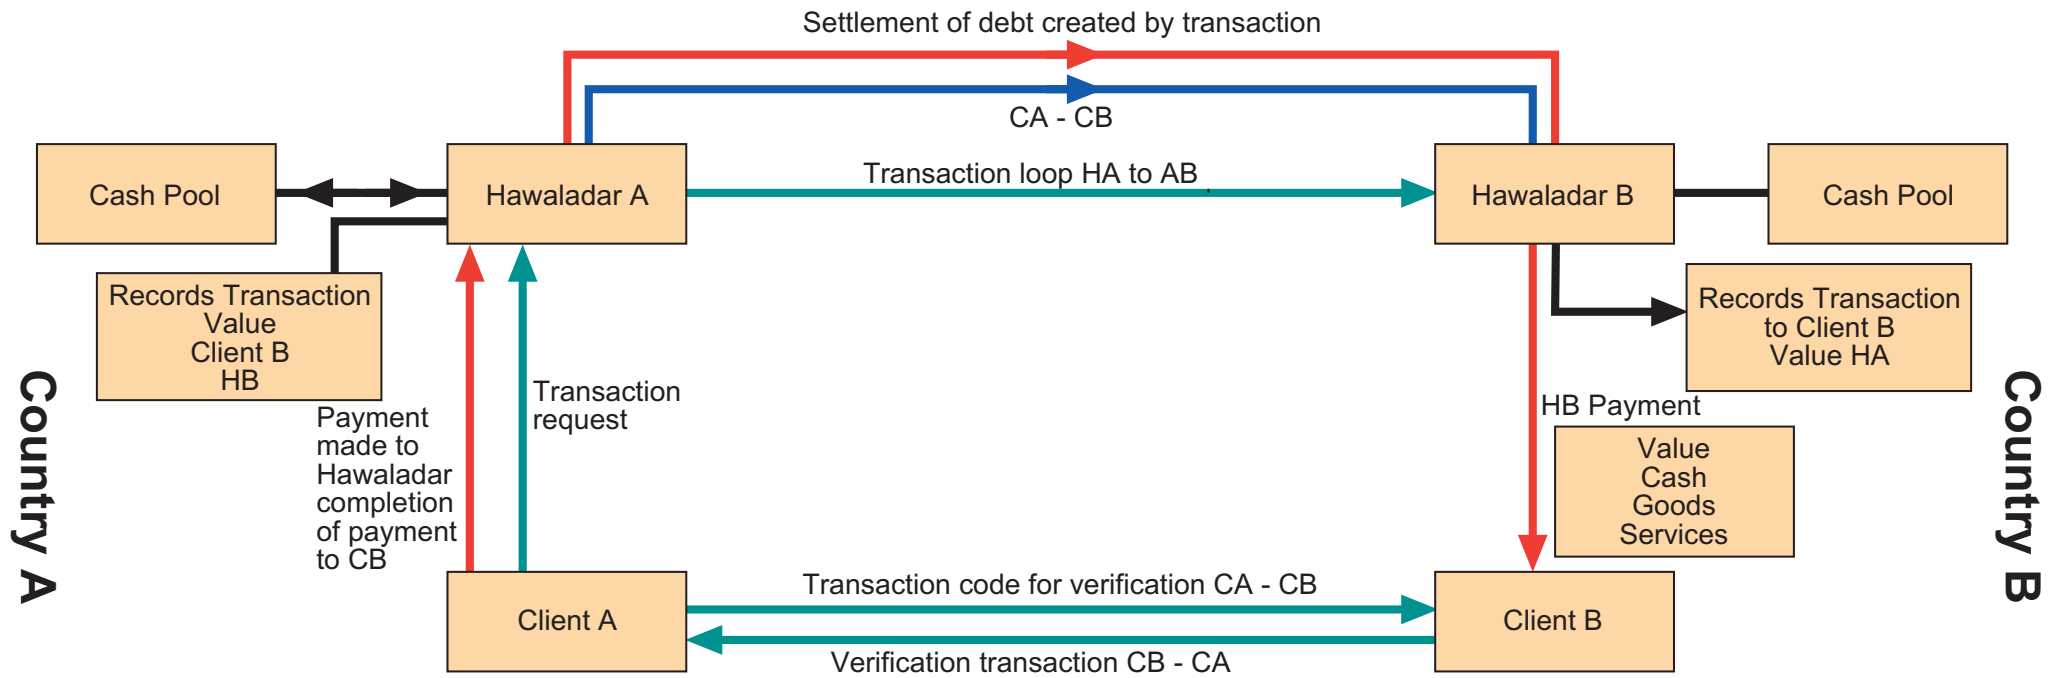 Settlement of debt created by transaction
CA - CB
Cash Pool
Hawaladar A
Transaction loop HA to AB
Hawaladar B
Cash Pool
Records Transaction
Value
Client B
HB
Records Transaction
to Client B
Value HA
Country A
Payment
made to
Hawaladar
completion
of payment
to CB
Transaction
request
HB Payment
Value
Cash
Goods
Services
Country B
Client A
Transaction code for verification CA - CB
Verification transaction CB - CA
Client B